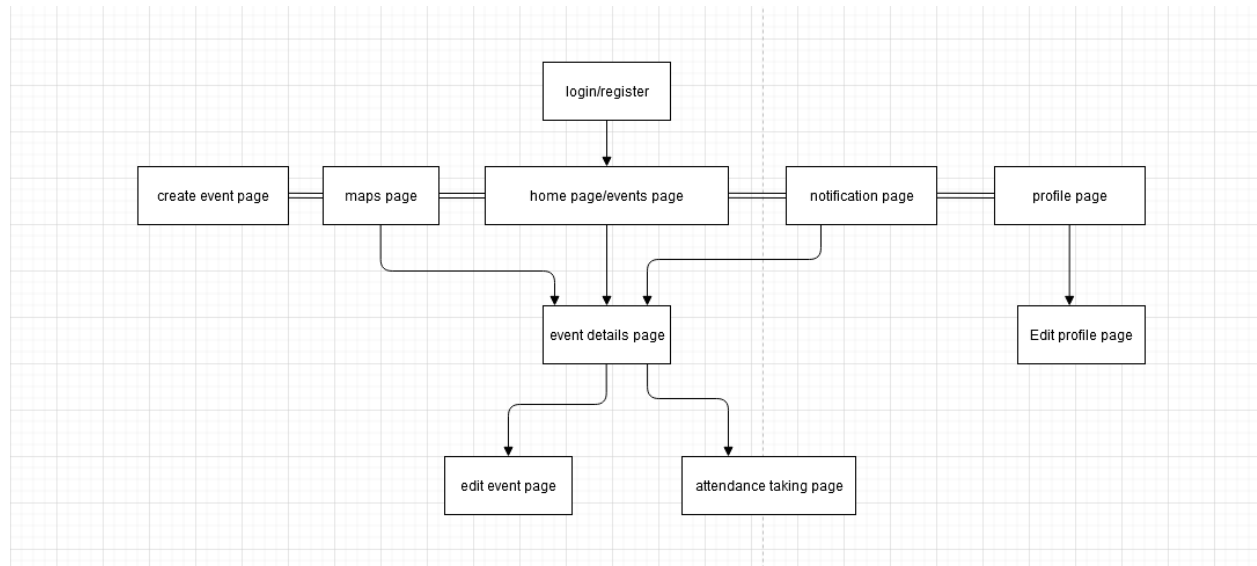 login/register
create event page
maps page
home page/events page
notification page
profile page
event details page
Edit profile page
edit event page
attendance taking page